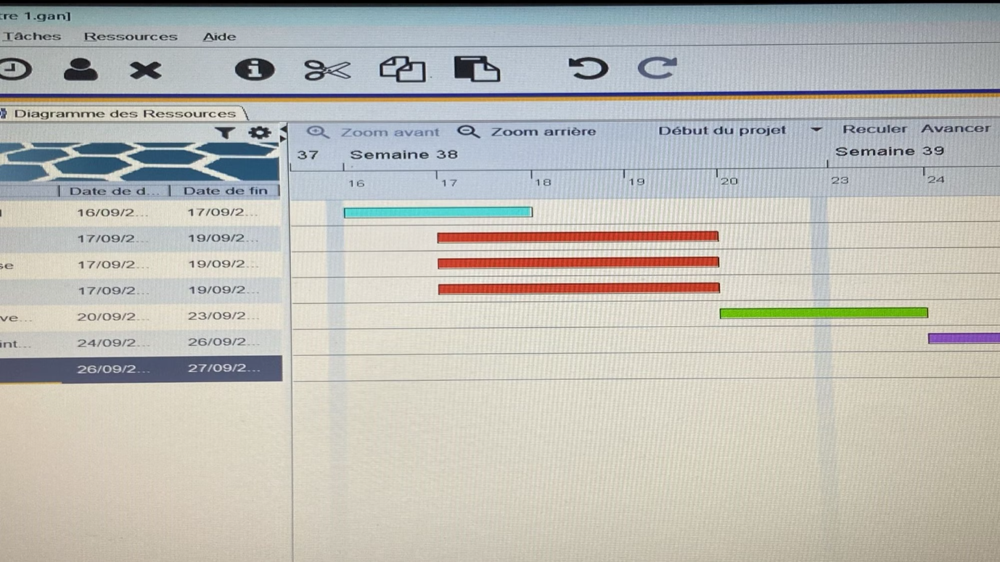 tre 1.gan]
Tâches Ressources Aide
Diagramme des Ressources
Zoom avant Zoom arrière Début du projet Reculer Avancer
37 Semaine 38 Semaine 39
16 17 18 19 20 23 24
Date de d... Date de fin
16/09/2... 17/09/2...
17/09/2... 19/09/2...
se 17/09/2... 19/09/2...
17/09/2... 19/09/2...
ve... 20/09/2... 23/09/2...
int... 24/09/2... 26/09/2...
26/09/2... 27/09/2...